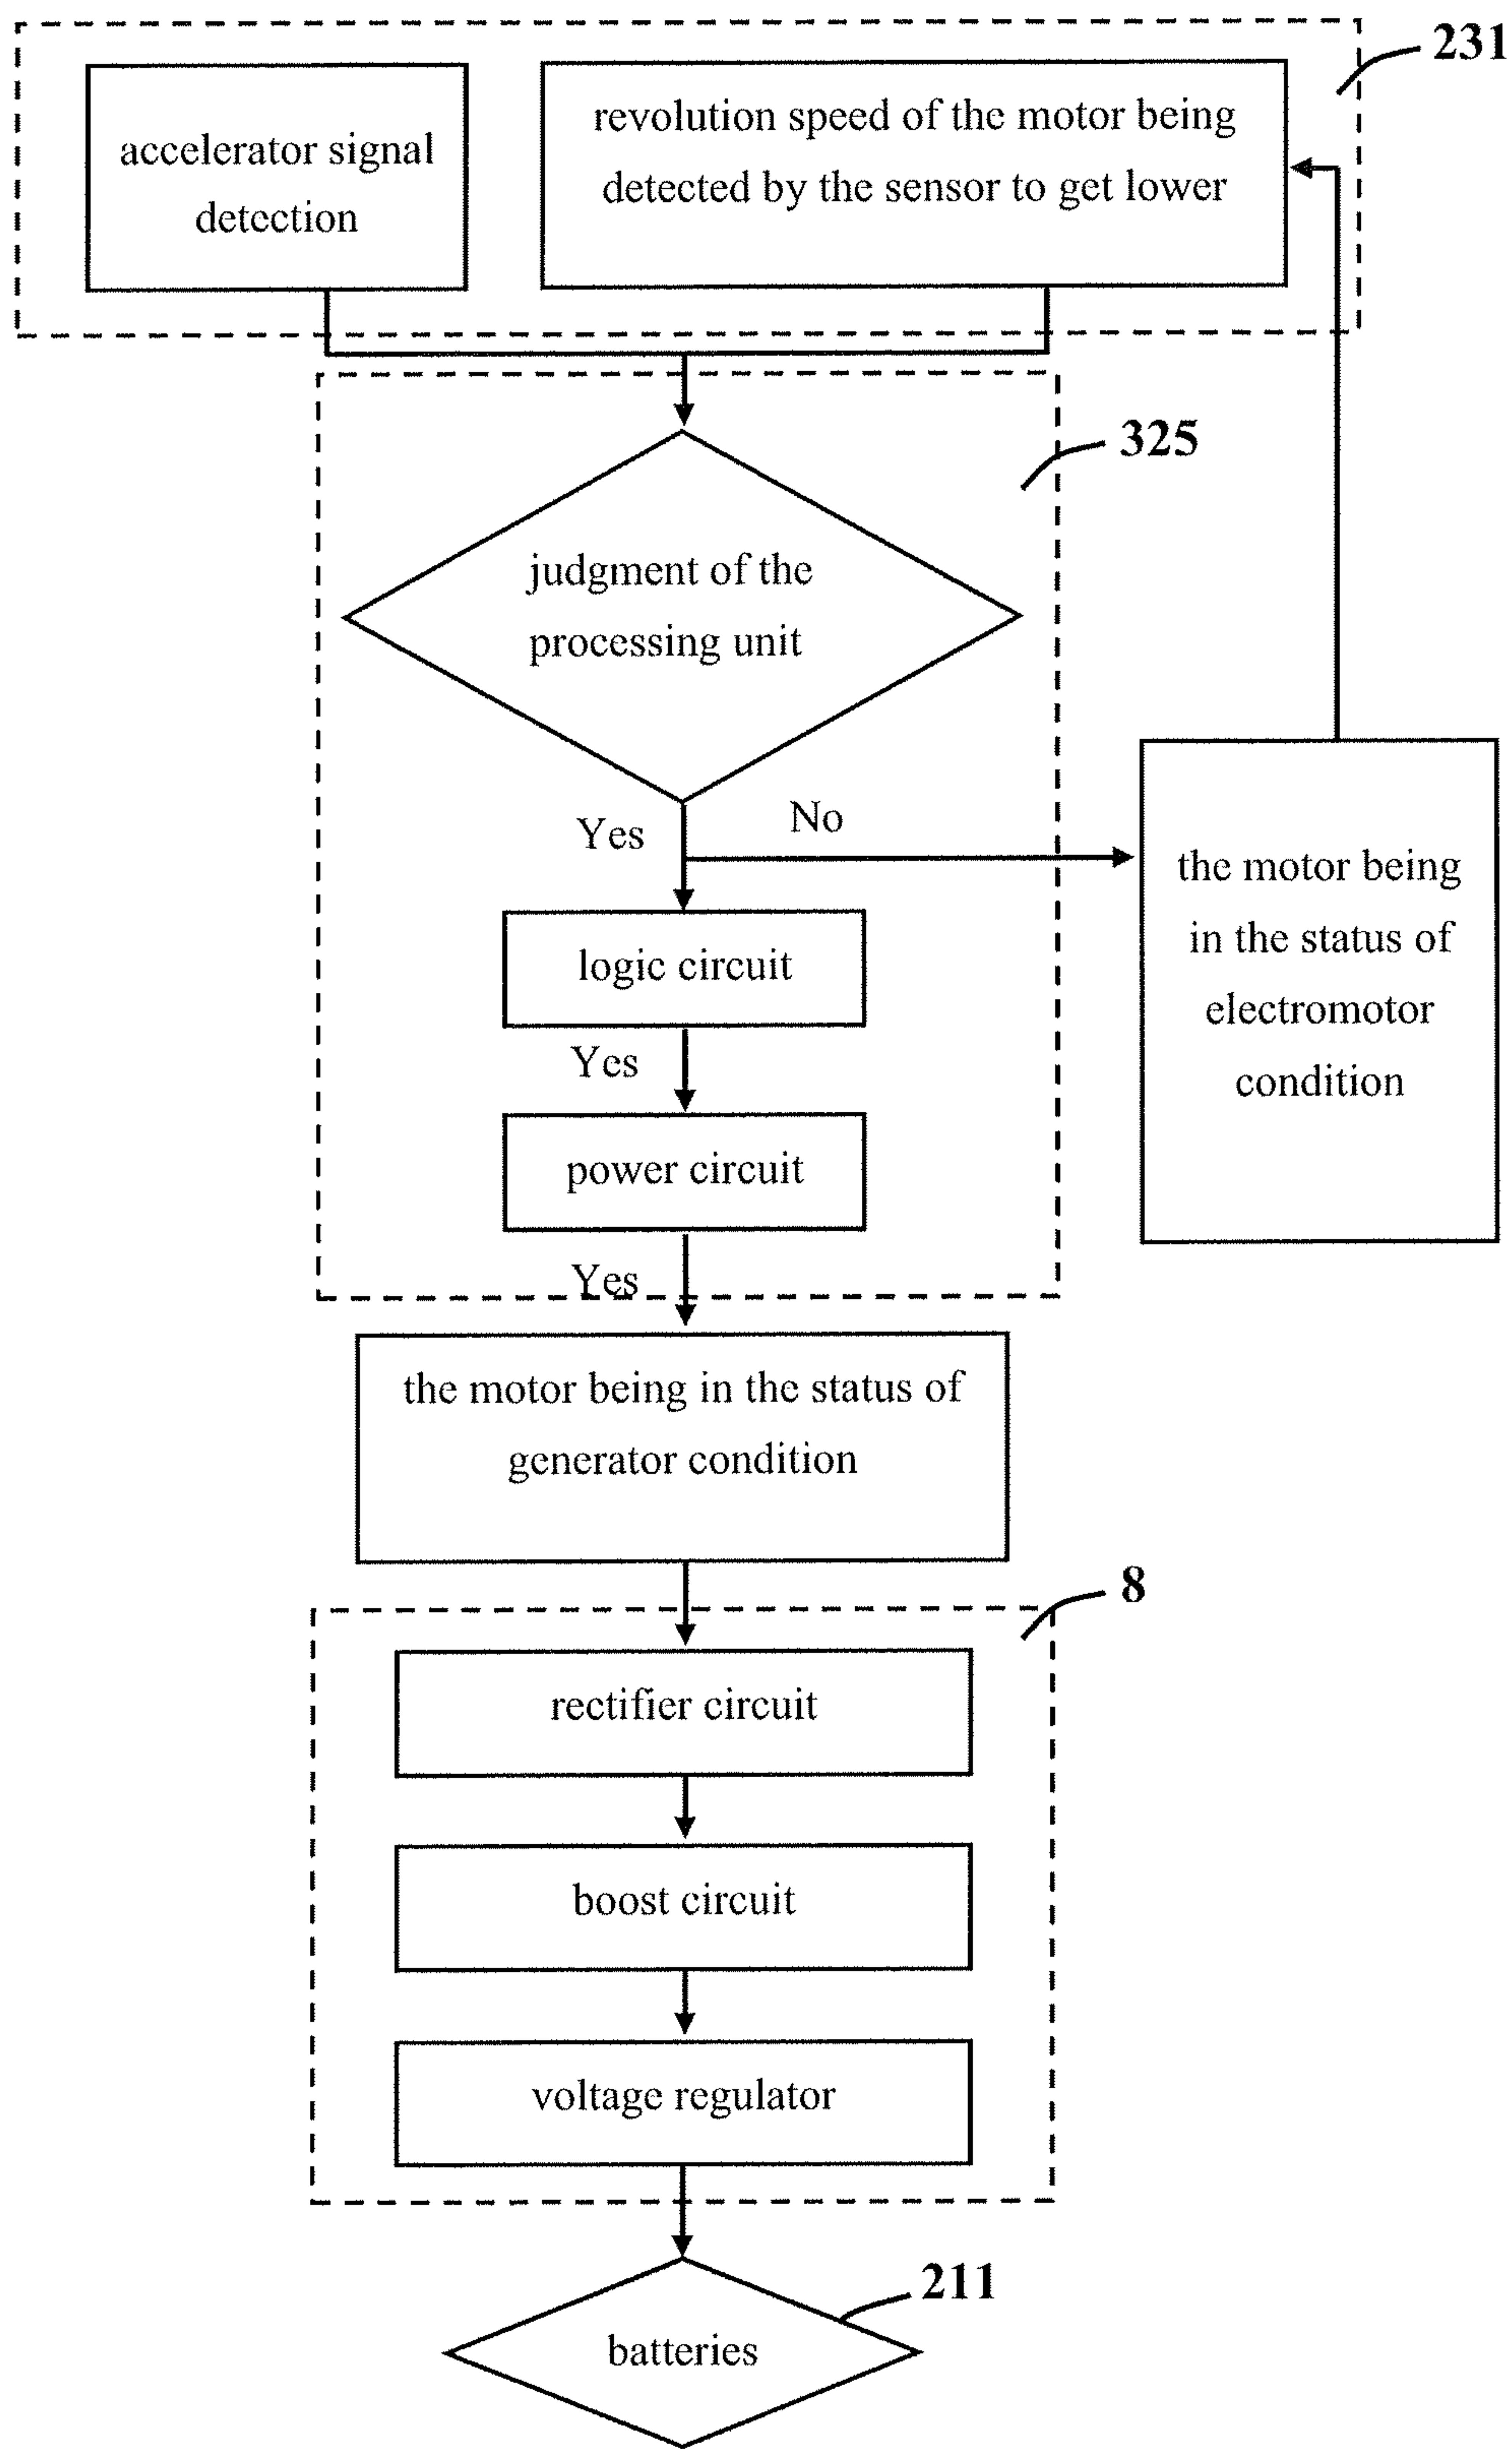 231
accelerator signal
detection
revolution speed of the motor being
detected by the sensor to get lower
325
judgment of the
processing unit
Yes
No
logic circuit
Yes
power circuit
Yes
the motor being
in the status of
electromotor
condition
the motor being in the status of
generator condition
8
rectifier circuit
boost circuit
voltage regulator
211
batteries